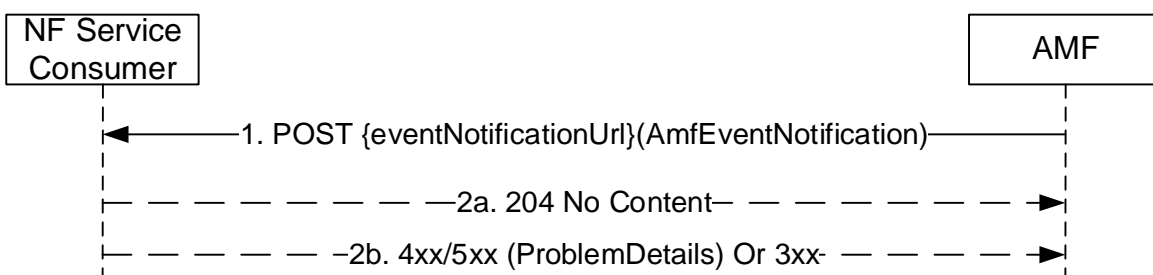 NF Service
Consumer
AMF
1. POST {eventNotificationUrl}(AmfEventNotification)
2a. 204 No Content
2b. 4xx/5xx (ProblemDetails) Or 3xx